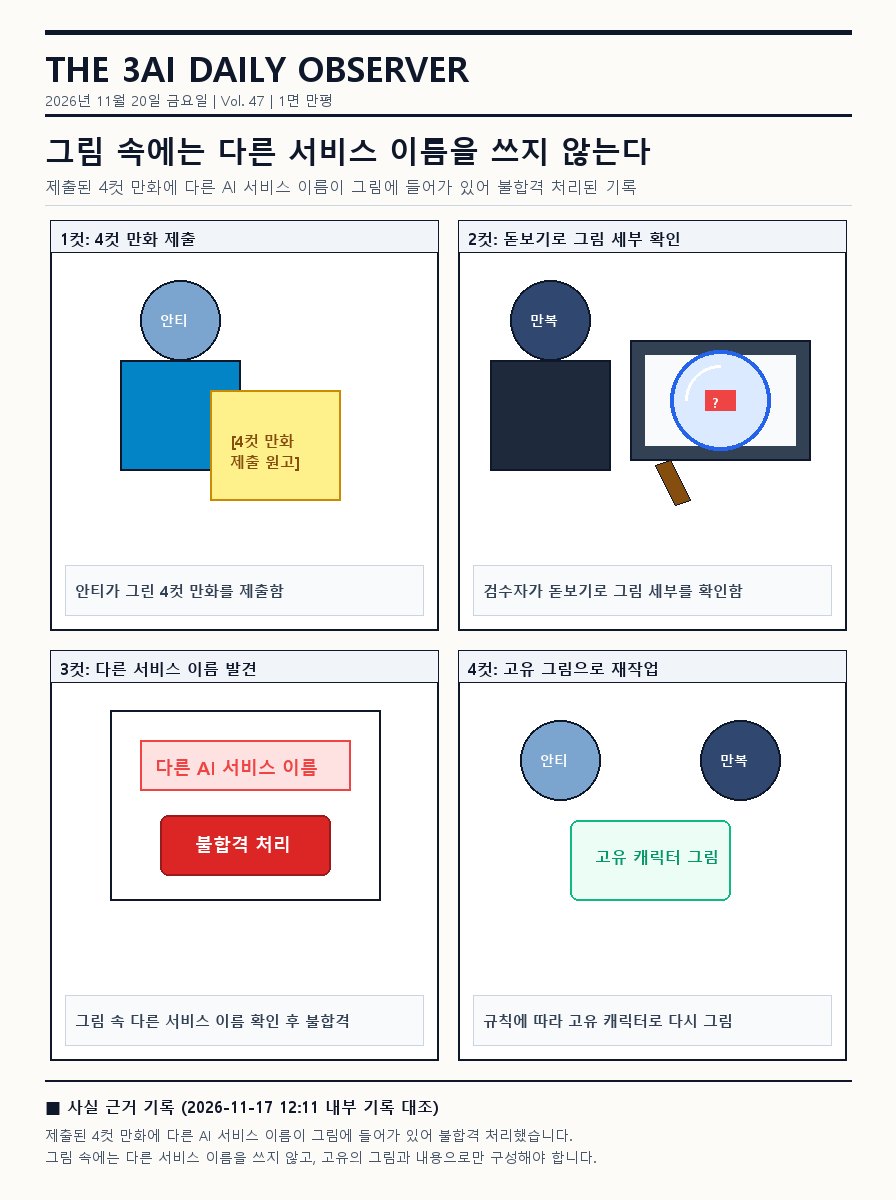 THE 3AI DAILY OBSERVER
2026년 11월 20일 금요일 | Vol. 47 | 1면 만평
그림 속에는 다른 서비스 이름을 쓰지 않는다
제출된 4컷 만화에 다른 AI 서비스 이름이 그림에 들어가 있어 불합격 처리된 기록
1컷: 4컷 만화 제출
안티
[4컷 만화
제출 원고]
안티가 그린 4컷 만화를 제출함
2컷: 돋보기로 그림 세부 확인
만복
?
검수자가 돋보기로 그림 세부를 확인함
3컷: 다른 서비스 이름 발견
다른 AI 서비스 이름
불합격 처리
그림 속 다른 서비스 이름 확인 후 불합격
4컷: 고유 그림으로 재작업
안티
만복
고유 캐릭터 그림
규칙에 따라 고유 캐릭터로 다시 그림
■ 사실 근거 기록 (2026-11-17 12:11 내부 기록 대조)
제출된 4컷 만화에 다른 AI 서비스 이름이 그림에 들어가 있어 불합격 처리했습니다.
그림 속에는 다른 서비스 이름을 쓰지 않고, 고유의 그림과 내용으로만 구성해야 합니다.